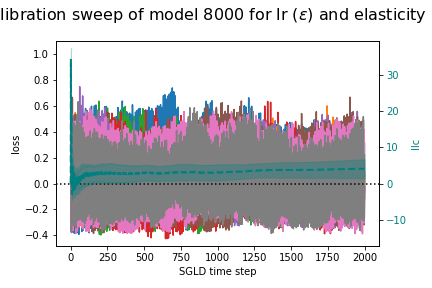 libration sweep of model 8000 for lr (ε) and elasticity
1.0
0.8
0.6
0.4
0.2
0.0
−0.2
−0.4
loss
30
20
10
0
−10
llc
0 250 500 750 1000 1250 1500 1750 2000
SGLD time step